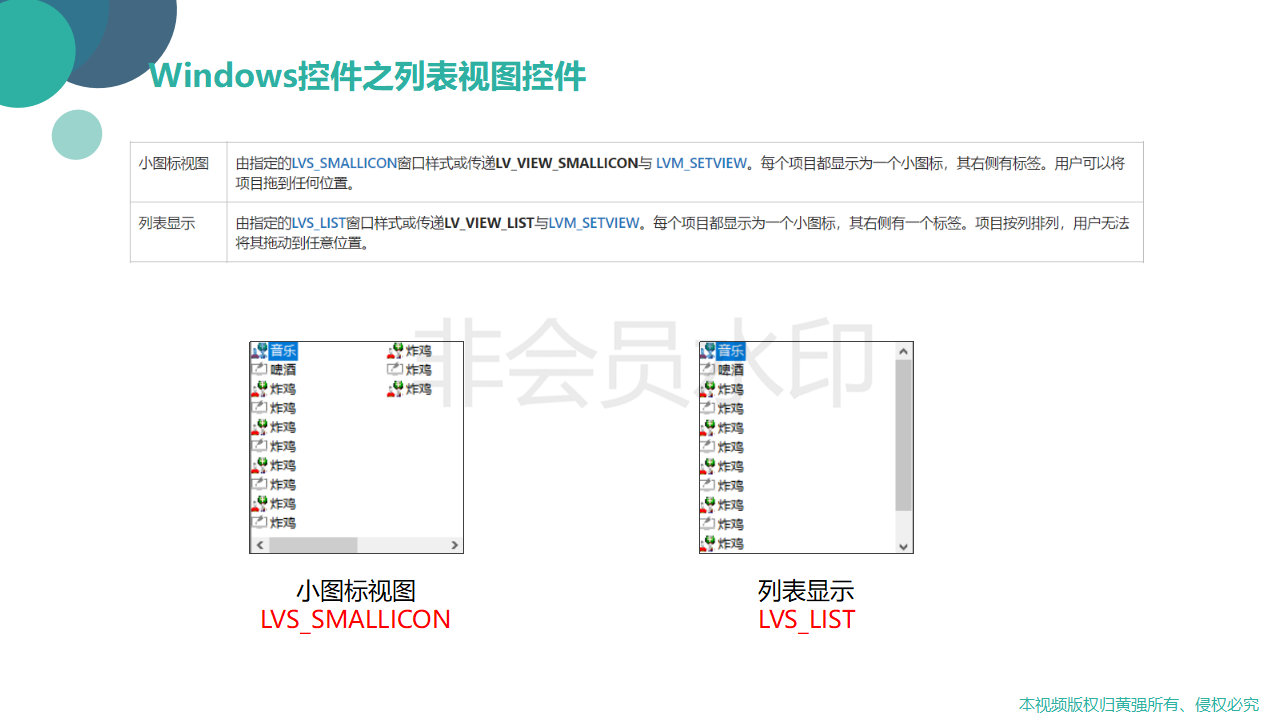 Windows控件之列表视图控件
小图标视图
由指定的LVS_SMALLICON窗口样式或传递LV_VIEW_SMALLICON与 LVM_SETVIEW。每个项目都显示为一个小图标，其右侧有标签。用户可以将
项目拖到任何位置。
列表显示
由指定的LVS_LIST窗口样式或传递LV_VIEW_LIST与LVM_SETVIEW。每个项目都显示为一个小图标，其右侧有一个标签。项目按列排列，用户无法
将其拖动到任意位置。
非会员水印
音乐
啤酒
炸鸡
炸鸡
炸鸡
炸鸡
炸鸡
炸鸡
炸鸡
炸鸡
炸鸡
炸鸡
炸鸡
音乐
啤酒
炸鸡
炸鸡
炸鸡
炸鸡
炸鸡
炸鸡
炸鸡
炸鸡
炸鸡
小图标视图
LVS_SMALLICON
列表显示
LVS_LIST
本视频版权归黄强所有、侵权必究